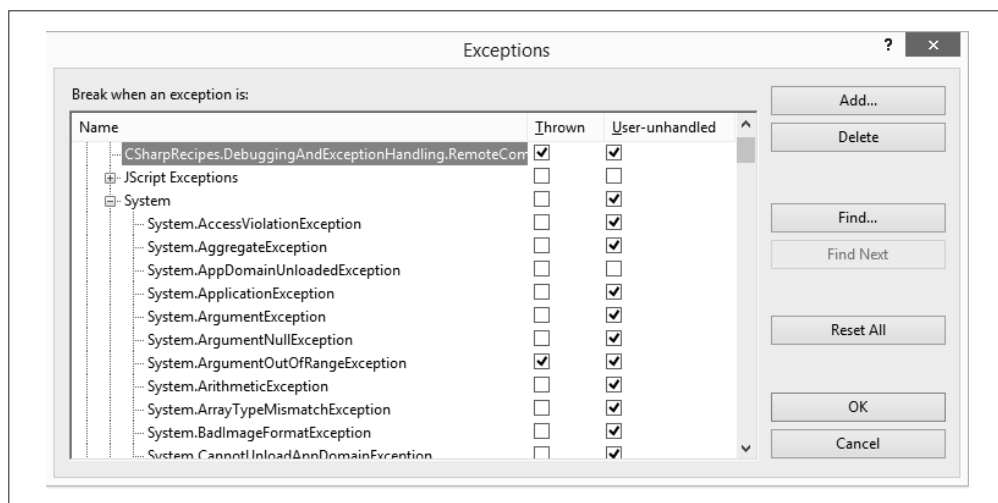 Exceptions
?
Break when an exception is:
Name Thrown User-unhandled
CSharpRecipes.DebuggingAndExceptionHandling.RemoteCom
JScript Exceptions
System
System.AccessViolationException
System.AggregateException
System.AppDomainUnloadedException
System.ApplicationException
System.ArgumentException
System.ArgumentNullException
System.ArgumentOutOfRangeException
System.ArithmeticException
System.ArrayTypeMismatchException
System.BadImageFormatException
System.CannotUnloadAppDomainException
Add...
Delete
Find...
Find Next
Reset All
OK
Cancel